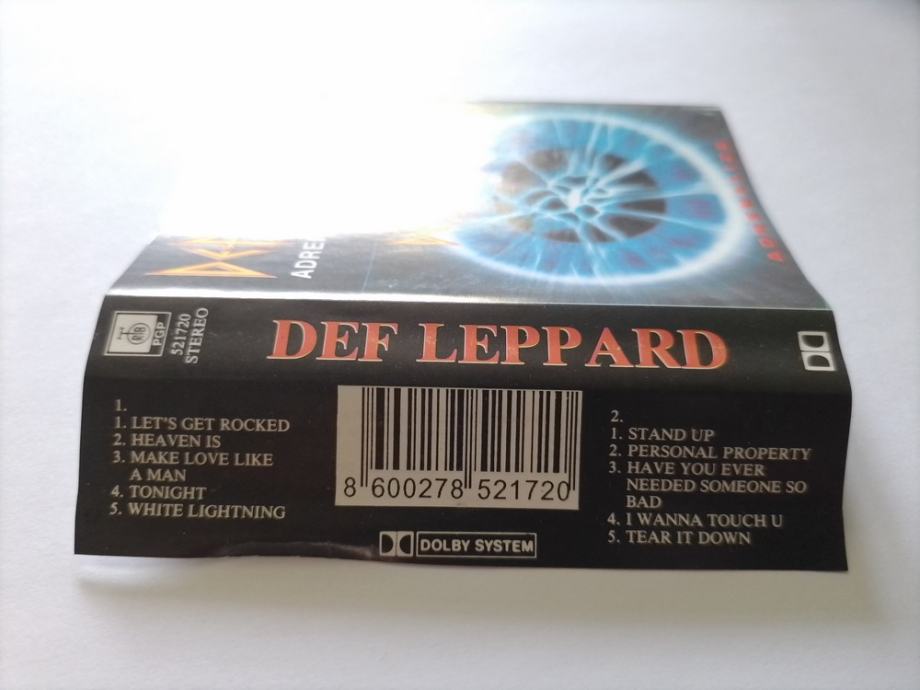 ADRENALIZE
PGP
RTB
521720
STEREO
DEF LEPPARD
1.
1. LET'S GET ROCKED
2. HEAVEN IS
3. MAKE LOVE LIKE
A MAN
4. TONIGHT
5. WHITE LIGHTNING
8 600278 521720
DOLBY SYSTEM
2.
1. STAND UP
2. PERSONAL PROPERTY
3. HAVE YOU EVER
NEEDED SOMEONE SO
BAD
4. I WANNA TOUCH U
5. TEAR IT DOWN